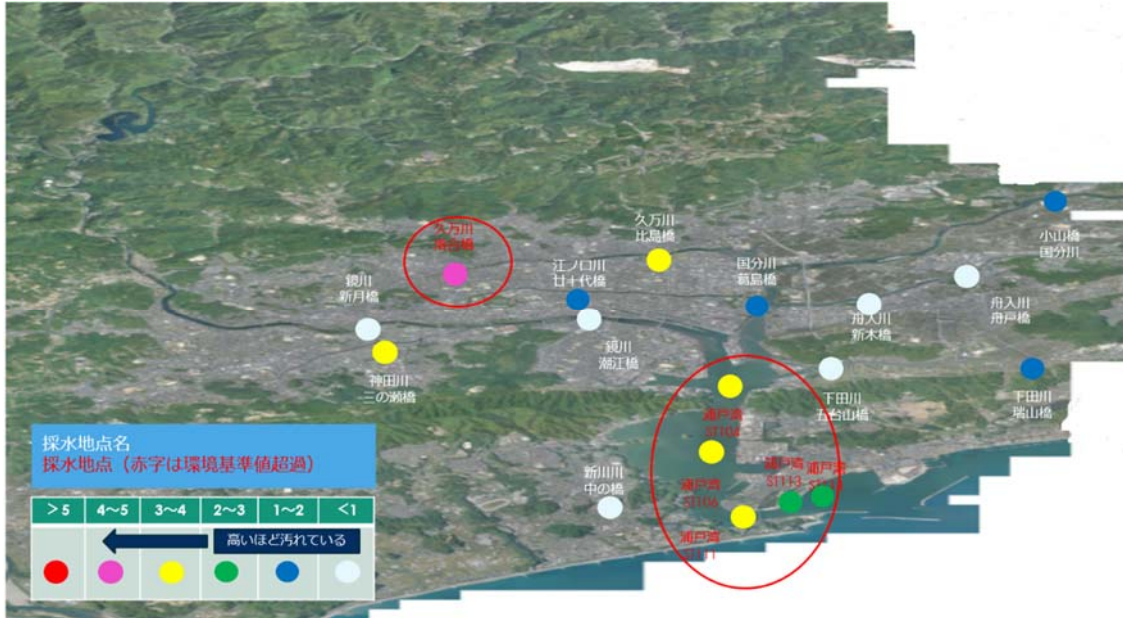 久万川
比島橋
久万川
国分川
葛島橋
江ノ口川
廿十代橋
小山橋
国分川
鏡川
新月橋
舟入川
舟戸橋
舟入川
新木橋
鏡川
潮江橋
神田川
三の瀬橋
下田川
五台山橋
下田川
瑞山橋
浦戸湾
ST104
浦戸湾
ST106
浦戸湾
ST113
浦戸湾
浦戸湾
ST111
新川川
中の橋
採水地点名
採水地点（赤字は環境基準値超過）
＞5 4～5 3～4 2～3 1～2 ＜1
高いほど汚れている